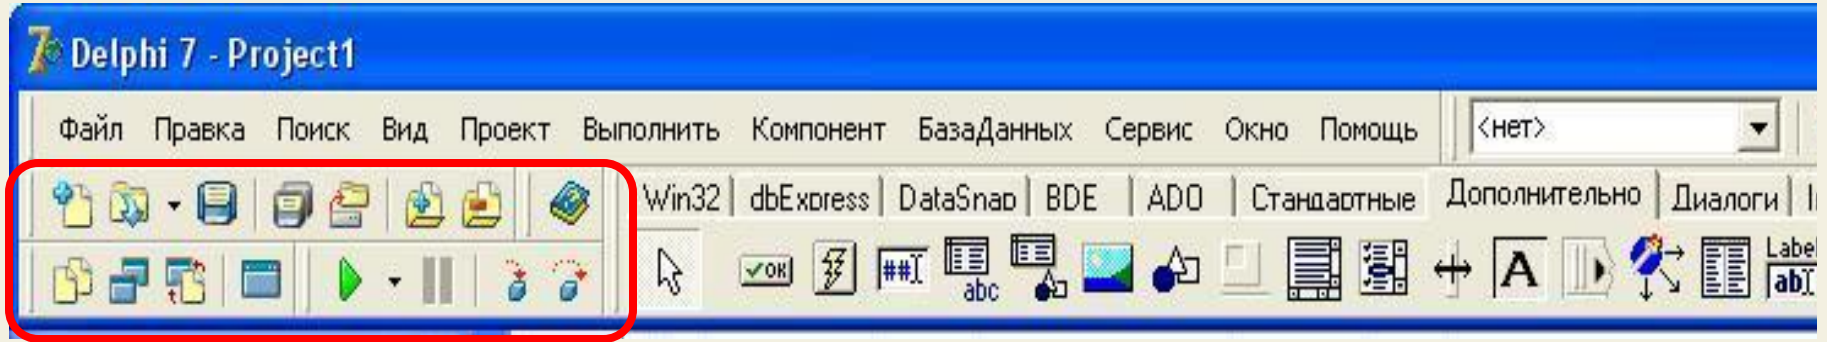 Delphi 7 - Project1
Файл Правка Поиск Вид Проект Выполнить Компонент БазаДанных Сервис Окно Помощь <нет>
Win32 dbExpress DataSnap BDE ADO Стандартные Дополнительно Диалоги
OK ##I abc A Label abI